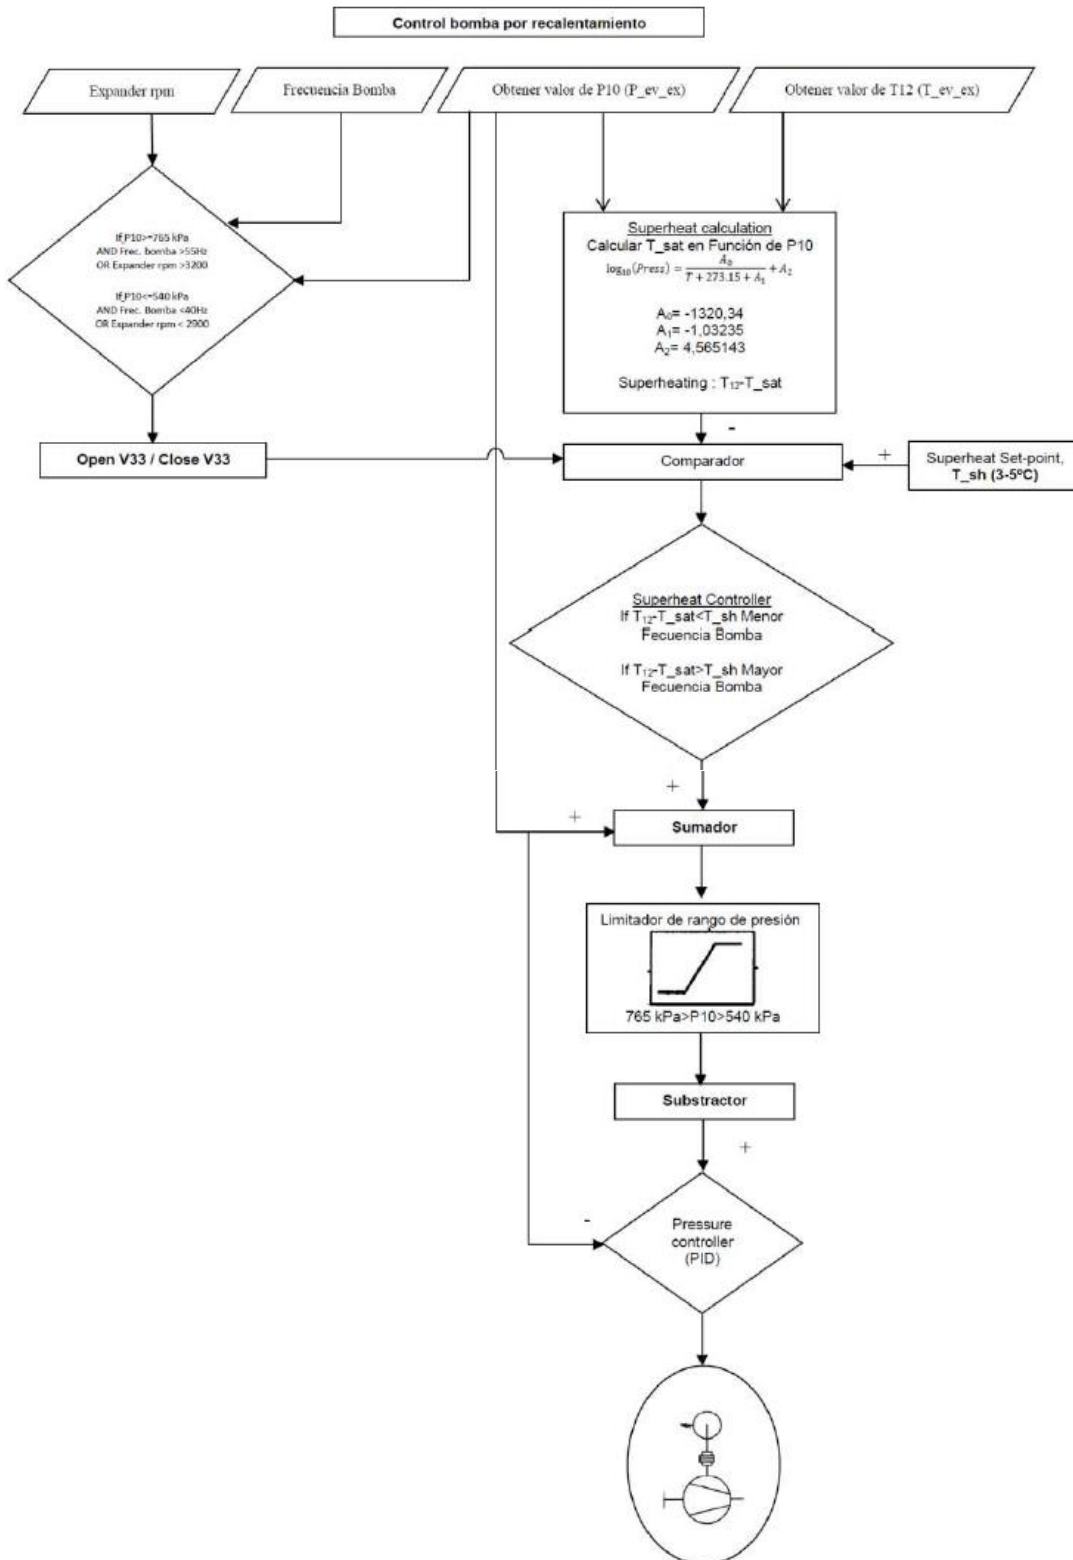 Control bomba por recalentamiento
Expander rpm
Frecuencia Bomba
Obtener valor de P10 (P_ev_ex)
Obtener valor de T12 (T_ev_ex)
If P10>=765 kPa
AND Frec. bomba >55Hz
OR Expander rpm >3200
If P10<=540 kPa
AND Frec. Bomba <40Hz
OR Expander rpm < 2900
Superheat calculation
Calcular T_sat en Función de P10
log₁₀(Press) = A₀ / (T + 273.15 + A₁) + A₂
A₀= -1320,34
A₁= -1,03235
A₂= 4,565143
Superheating : T₁₂-T_sat
-
Open V33 / Close V33
Comparador
+
Superheat Set-point,
T_sh (3-5ºC)
Superheat Controller
If T₁₂-T_sat<T_sh Menor
Fecuencia Bomba
If T₁₂-T_sat>T_sh Mayor
Fecuencia Bomba
+
+
Sumador
Limitador de rango de presión
765 kPa>P10>540 kPa
Substractor
+
-
Pressure
controller
(PID)